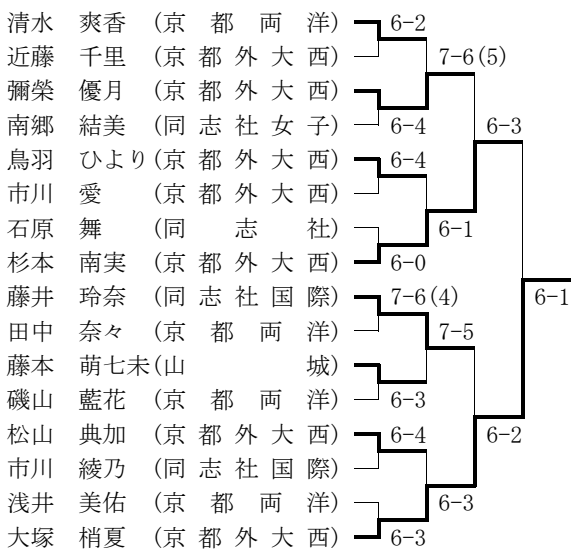 清水 爽香 (京都両洋) 6-2
近藤 千里 (京都外大西) 7-6(5)
彌榮 優月 (京都外大西)
南郷 結美 (同志社女子) 6-4 6-3
鳥羽 ひより(京都外大西) 6-4
市川 愛 (京都外大西)
石原 舞 (同志社) 6-1
杉本 南実 (京都外大西) 6-0
藤井 玲奈 (同志社国際) 7-6(4) 6-1
田中 奈々 (京都両洋) 7-5
藤本 萌七未(山城)
磯山 藍花 (京都両洋) 6-3
松山 典加 (京都外大西) 6-4 6-2
市川 綾乃 (同志社国際)
浅井 美佑 (京都両洋) 6-3
大塚 梢夏 (京都外大西) 6-3